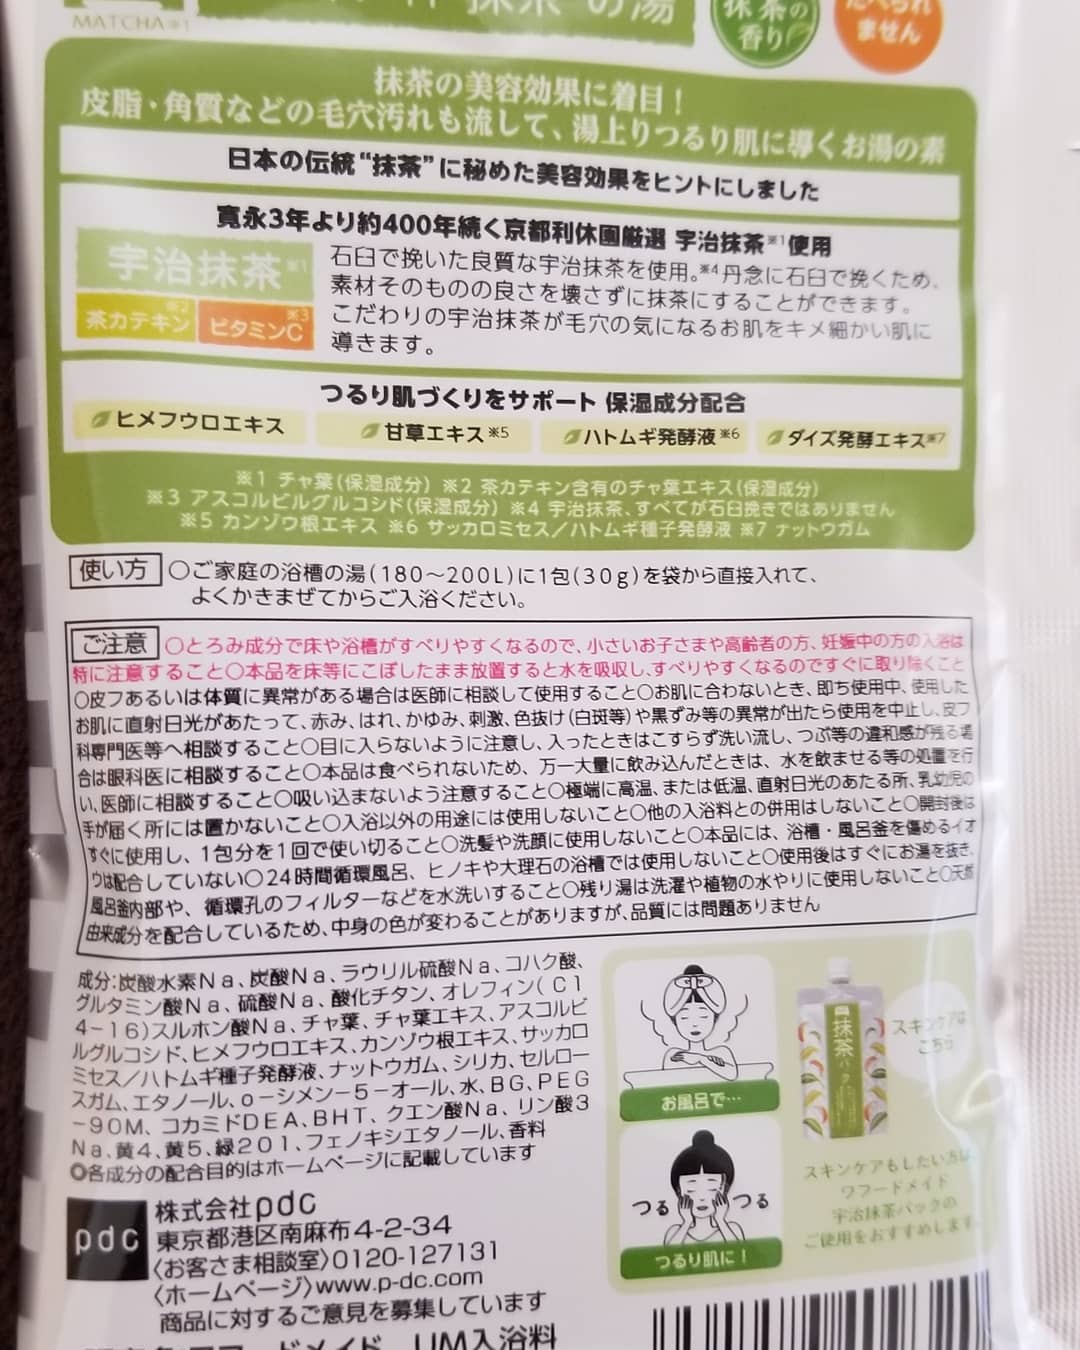 MATCHA※1
抹茶の湯
抹茶の
香り
たべられ
ません
抹茶の美容効果に着目！
皮脂・角質などの毛穴汚れも流して、湯上りつるり肌に導くお湯の素
日本の伝統“抹茶”に秘めた美容効果をヒントにしました
寛永3年より約400年続く京都利休園厳選 宇治抹茶※1使用
宇治抹茶※1
茶カテキン※2
ビタミンC※3
石臼で挽いた良質な宇治抹茶を使用。※4丹念に石臼で挽くため、
素材そのものの良さを壊さずに抹茶にすることができます。
こだわりの宇治抹茶が毛穴の気になるお肌をキメ細かい肌に
導きます。
つるり肌づくりをサポート 保湿成分配合
ヒメフウロエキス
甘草エキス※5
ハトムギ発酵液※6
ダイズ発酵エキス※7
※1 チャ葉(保湿成分) ※2 茶カテキン含有のチャ葉エキス(保湿成分)
※3 アスコルビルグルコシド(保湿成分) ※4 宇治抹茶、すべてが石臼挽きではありません
※5 カンゾウ根エキス ※6 サッカロミセス／ハトムギ種子発酵液 ※7 ナットウガム
使い方 〇ご家庭の浴槽の湯(180～200L)に1包(30g)を袋から直接入れて、
よくかきまぜてからご入浴ください。
ご注意 〇とろみ成分で床や浴槽がすべりやすくなるので、小さいお子さまや高齢者の方、妊娠中の方の入浴は
特に注意すること〇本品を床等にこぼしたまま放置すると水を吸収し、すべりやすくなるのですぐに取り除くこと
〇皮フあるいは体質に異常がある場合は医師に相談して使用すること〇お肌に合わないとき、即ち使用中、使用した
お肌に直射日光があたって、赤み、はれ、かゆみ、刺激、色抜け(白斑等)や黒ずみ等の異常が出たら使用を中止し、皮フ
科専門医等へ相談すること〇目に入らないように注意し、入ったときはこすらず洗い流し、つぶ等の違和感が残る場
合は眼科医に相談すること〇本品は食べられないため、万一大量に飲み込んだときは、水を飲ませる等の処置を行
い、医師に相談すること〇吸い込まないよう注意すること〇極端に高温、または低温、直射日光のあたる所、乳幼児の
手が届く所には置かないこと〇入浴以外の用途には使用しないこと〇他の入浴料との併用はしないこと〇開封後は
すぐに使用し、1包分を1回で使い切ること〇洗髪や洗顔に使用しないこと〇本品には、浴槽・風呂釜を傷めるイオ
ウは配合していない〇24時間循環風呂、ヒノキや大理石の浴槽では使用しないこと〇使用後はすぐにお湯を抜き、
風呂釜内部や、循環孔のフィルターなどを水洗いすること〇残り湯は洗濯や植物の水やりに使用しないこと〇天然
由来成分を配合しているため、中身の色が変わることがありますが、品質には問題ありません
成分：炭酸水素Na、炭酸Na、ラウリル硫酸Na、コハク酸、
グルタミン酸Na、硫酸Na、酸化チタン、オレフィン(C1
4-16)スルホン酸Na、チャ葉、チャ葉エキス、アスコルビ
ルグルコシド、ヒメフウロエキス、カンゾウ根エキス、サッカロ
ミセス／ハトムギ種子発酵液、ナットウガム、シリカ、セルロー
スガム、エタノール、o-シメン-5-オール、水、BG、PEG
-90M、コカミドDEA、BHT、クエン酸Na、リン酸3
Na、黄4、黄5、緑201、フェノキシエタノール、香料
◎各成分の配合目的はホームページに記載しています
pdc
株式会社pdc
東京都港区南麻布4-2-34
〈お客さま相談室〉0120-127131
〈ホームページ〉www.p-dc.com
商品に対するご意見を募集しています
UM入浴料
お風呂で…
つる つる
つるり肌に！
抹茶パック
スキンケアは
こちら
スキンケアもしたい方は
ワフードメイド
宇治抹茶パックの
ご使用をおすすめします